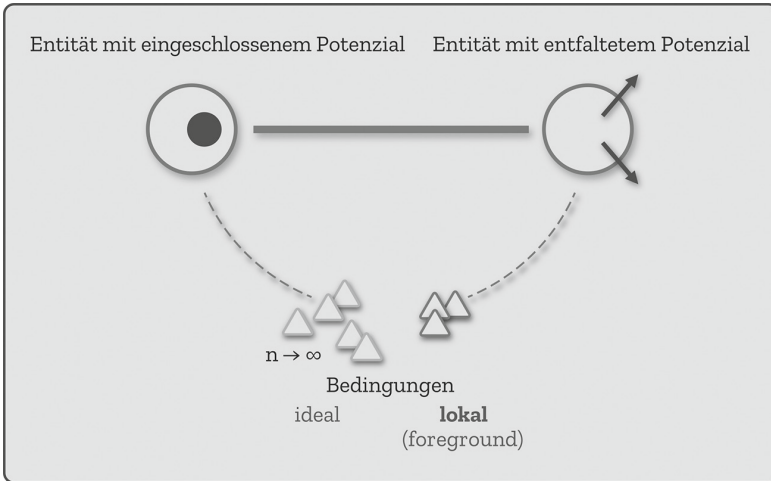 Entität mit eingeschlossenem Potenzial
Entität mit entfaltetem Potenzial
n → ∞
Bedingungen
ideal
lokal
(foreground)